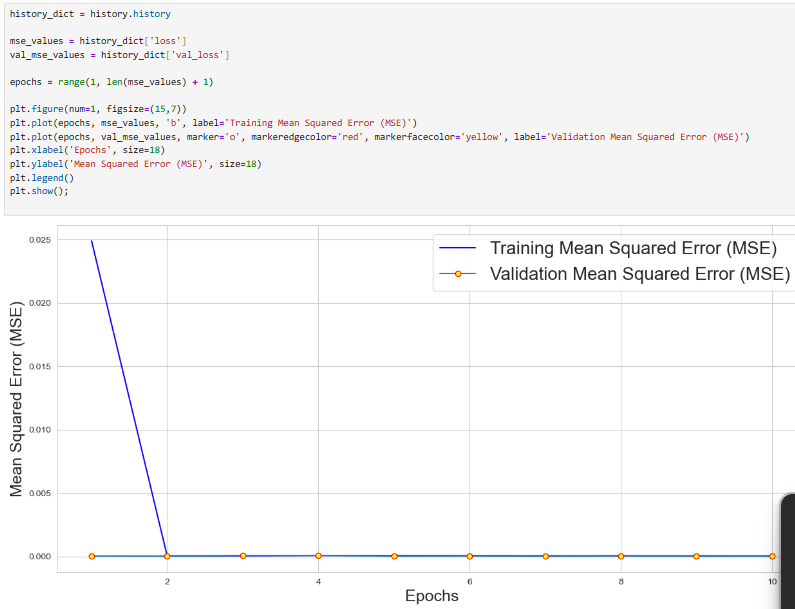 history_dict = history.history
mse_values = history_dict['loss']
val_mse_values = history_dict['val_loss']
epochs = range(1, len(mse_values) + 1)
plt.figure(num=1, figsize=(15,7))
plt.plot(epochs, mse_values, 'b', label='Training Mean Squared Error (MSE)')
plt.plot(epochs, val_mse_values, marker='o', markeredgecolor='red', markerfacecolor='yellow', label='Validation Mean Squared Error (MSE)')
plt.xlabel('Epochs', size=18)
plt.ylabel('Mean Squared Error (MSE)', size=18)
plt.legend()
plt.show();
Training Mean Squared Error (MSE)
Validation Mean Squared Error (MSE)
Mean Squared Error (MSE)
0.025
0.020
0.015
0.010
0.005
0.000
2 4 6 8 10
Epochs